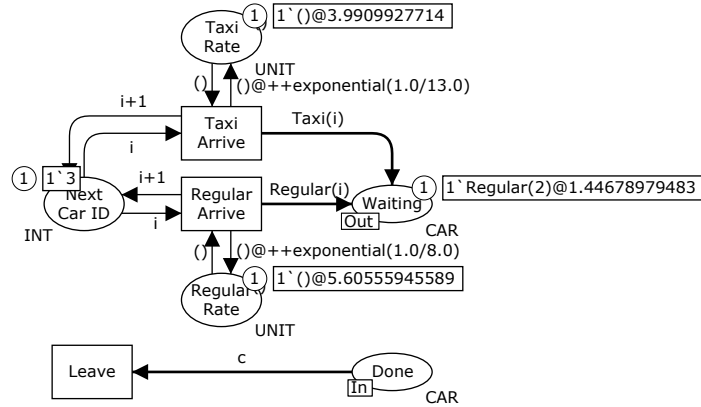 Taxi
Rate
1
1`()@3.9909927714
UNIT
()
()@++exponential(1.0/13.0)
i+1
Taxi
Arrive
Taxi(i)
i
1
1`3
Next
Car ID
INT
i+1
i
Regular
Arrive
Regular(i)
Waiting
1
1`Regular(2)@1.44678979483
Out
CAR
()
()@++exponential(1.0/8.0)
Regular
Rate
1
1`()@5.60555945589
UNIT
Leave
c
Done
In
CAR